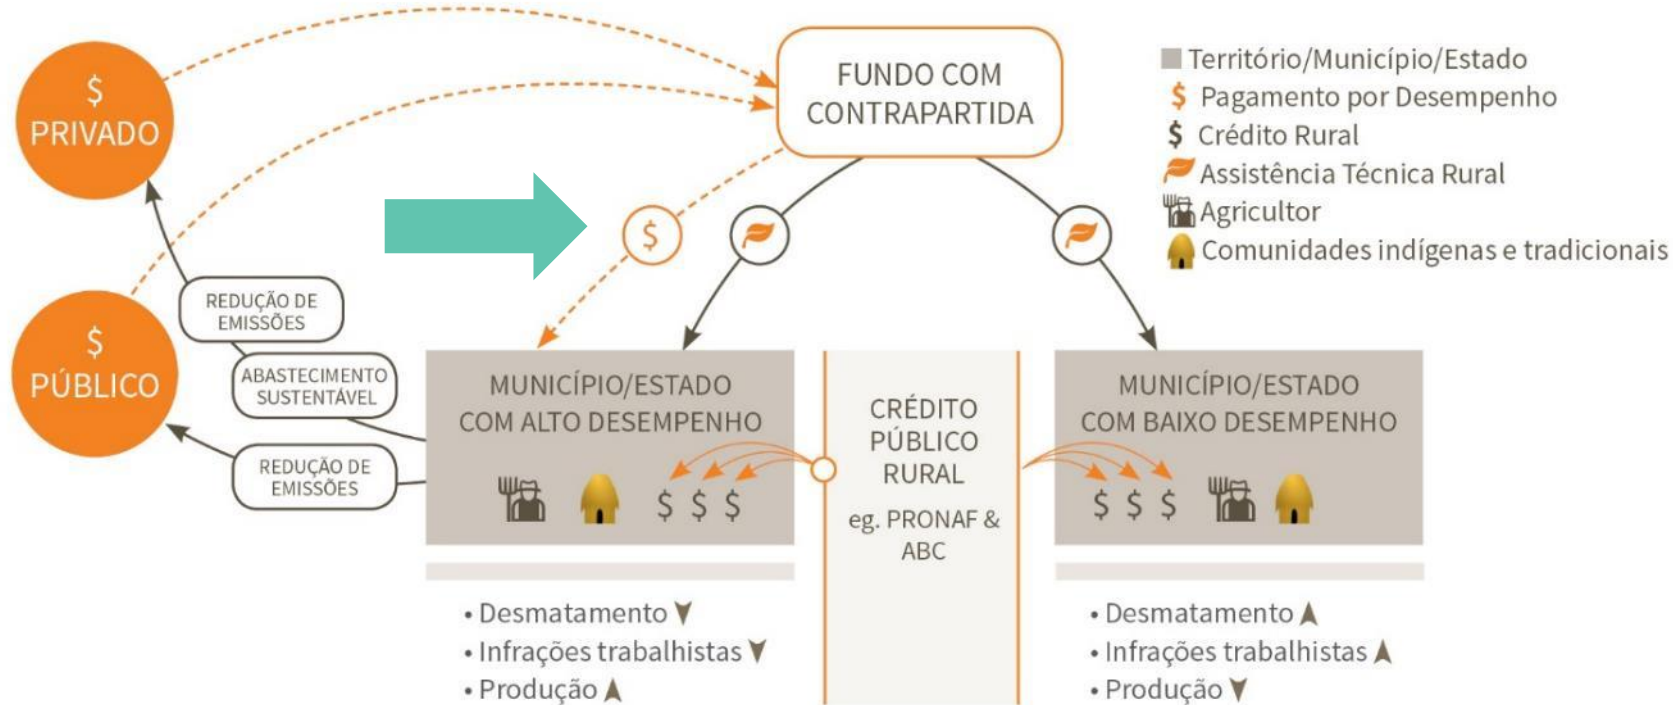 $
PRIVADO
$
PÚBLICO
REDUÇÃO DE
EMISSÕES
ABASTECIMENTO
SUSTENTÁVEL
REDUÇÃO DE
EMISSÕES
FUNDO COM
CONTRAPARTIDA
$
Território/Município/Estado
$ Pagamento por Desempenho
$ Crédito Rural
Assistência Técnica Rural
Agricultor
Comunidades indígenas e tradicionais
MUNICÍPIO/ESTADO
COM ALTO DESEMPENHO
$ $ $
• Desmatamento
• Infrações trabalhistas
• Produção
CRÉDITO
PÚBLICO
RURAL
eg. PRONAF &
ABC
MUNICÍPIO/ESTADO
COM BAIXO DESEMPENHO
$ $ $
• Desmatamento
• Infrações trabalhistas
• Produção